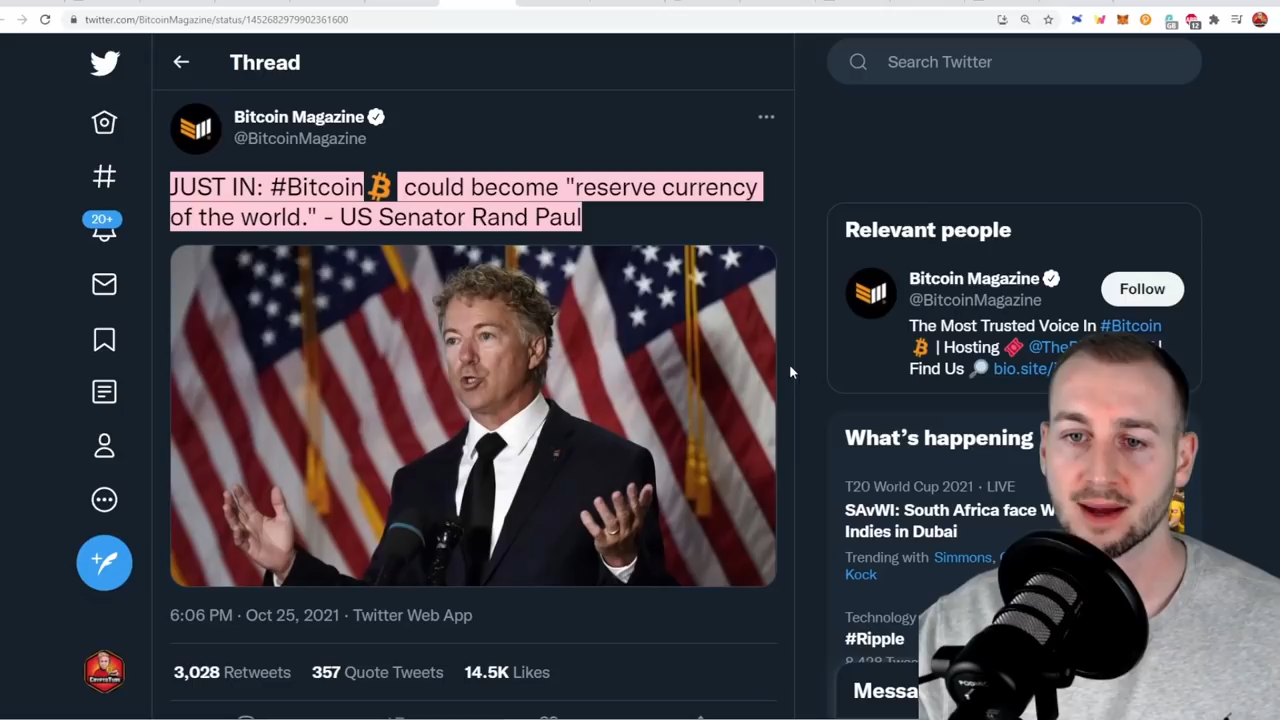 twitter.com/BitcoinMagazine/status/1452682979902361600
Thread
Search Twitter
Bitcoin Magazine
@BitcoinMagazine
JUST IN: #Bitcoin could become "reserve currency
of the world." - US Senator Rand Paul
20+
Relevant people
Bitcoin Magazine
@BitcoinMagazine
Follow
The Most Trusted Voice In #Bitcoin
| Hosting
Find Us bio.site/
What's happening
T20 World Cup 2021 · LIVE
SAvWI: South Africa face W
Indies in Dubai
Trending with Simmons,
Kock
Technology
#Ripple
Messa
6:06 PM · Oct 25, 2021 · Twitter Web App
3,028 Retweets 357 Quote Tweets 14.5K Likes